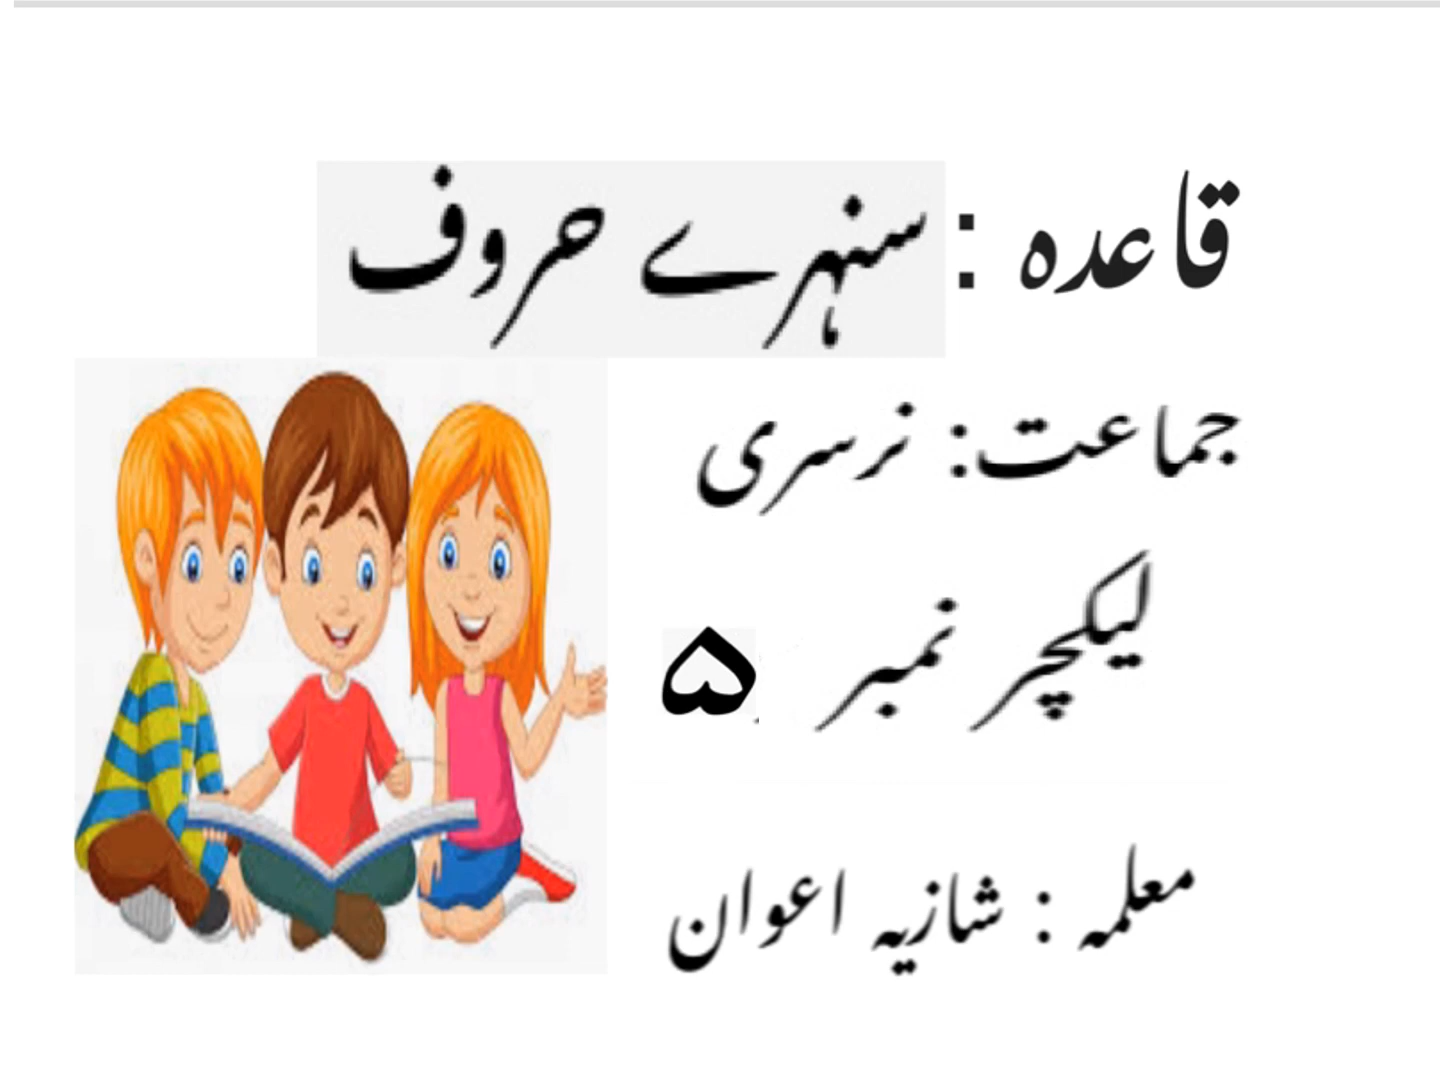 قاعدہ : سنہرے حروف
جماعت: نرسری
لیکچر نمبر ۵
معلمہ : شازیہ اعوان